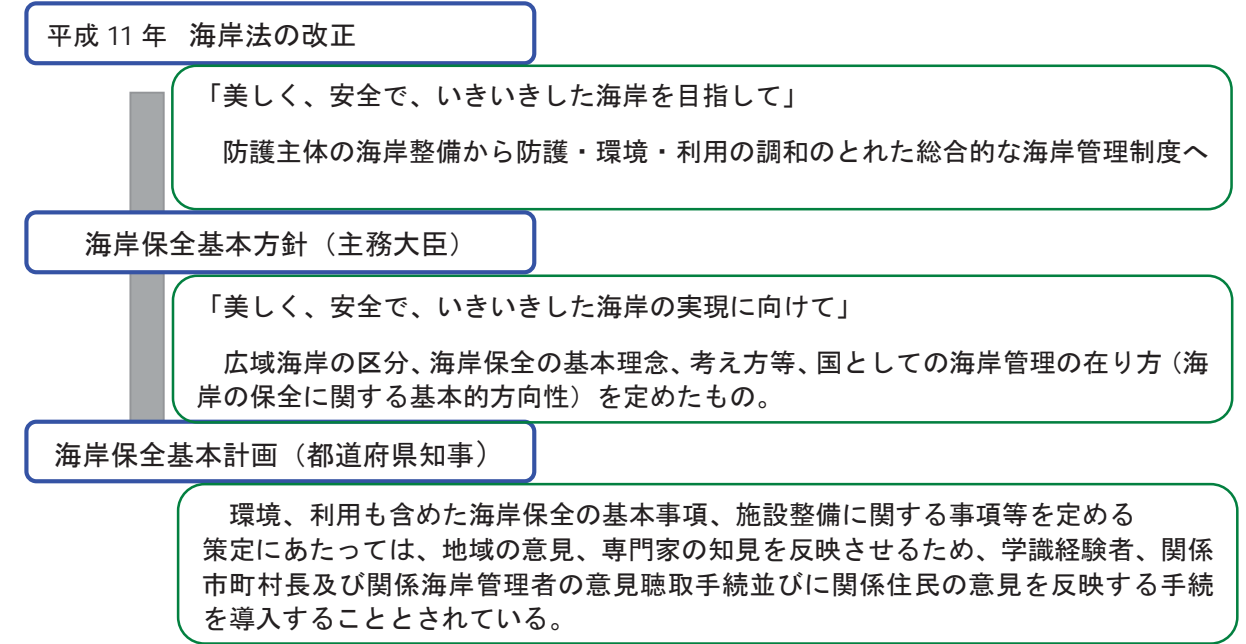 平成 11 年 海岸法の改正
「美しく、安全で、いきいきした海岸を目指して」
防護主体の海岸整備から防護・環境・利用の調和のとれた総合的な海岸管理制度へ
海岸保全基本方針（主務大臣）
「美しく、安全で、いきいきした海岸の実現に向けて」
広域海岸の区分、海岸保全の基本理念、考え方等、国としての海岸管理の在り方（海
岸の保全に関する基本的方向性）を定めたもの。
海岸保全基本計画（都道府県知事）
環境、利用も含めた海岸保全の基本事項、施設整備に関する事項等を定める
策定にあたっては、地域の意見、専門家の知見を反映させるため、学識経験者、関係
市町村長及び関係海岸管理者の意見聴取手続並びに関係住民の意見を反映する手続
を導入することとされている。